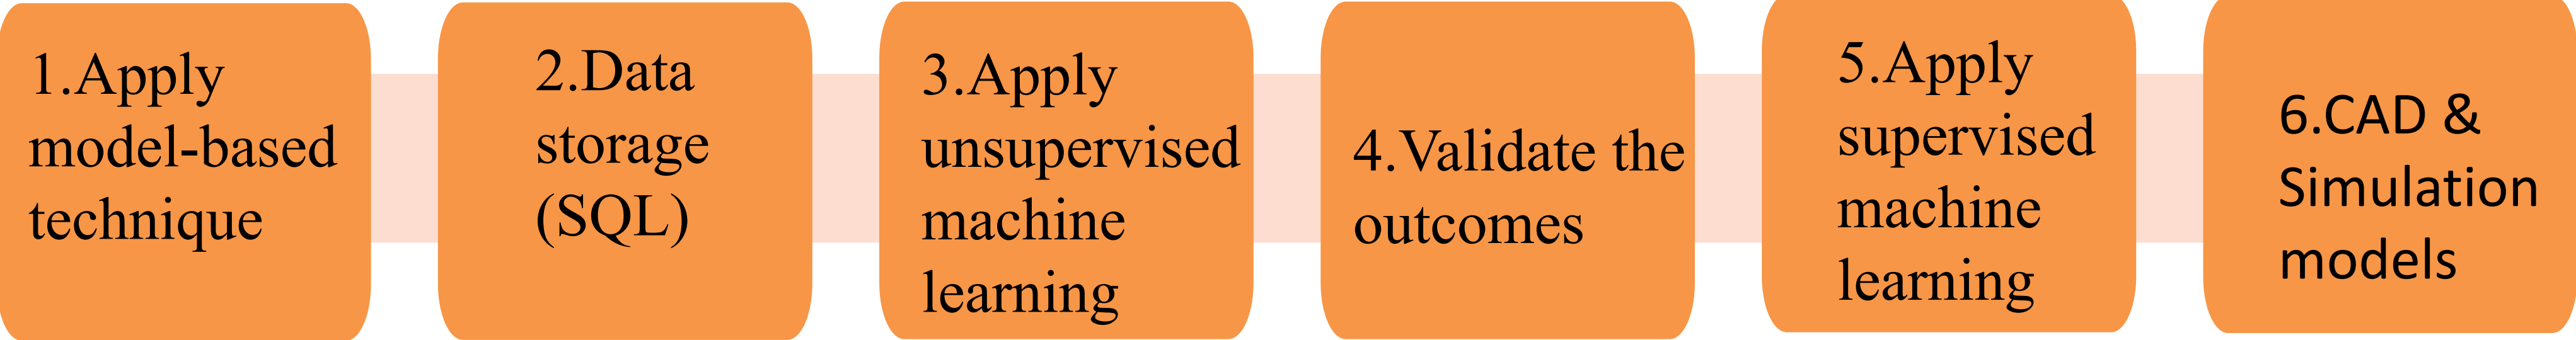 1.Apply
model-based
technique
2.Data
storage
(SQL)
3.Apply
unsupervised
machine
learning
4.Validate the
outcomes
5.Apply
supervised
machine
learning
6.CAD &
Simulation
models